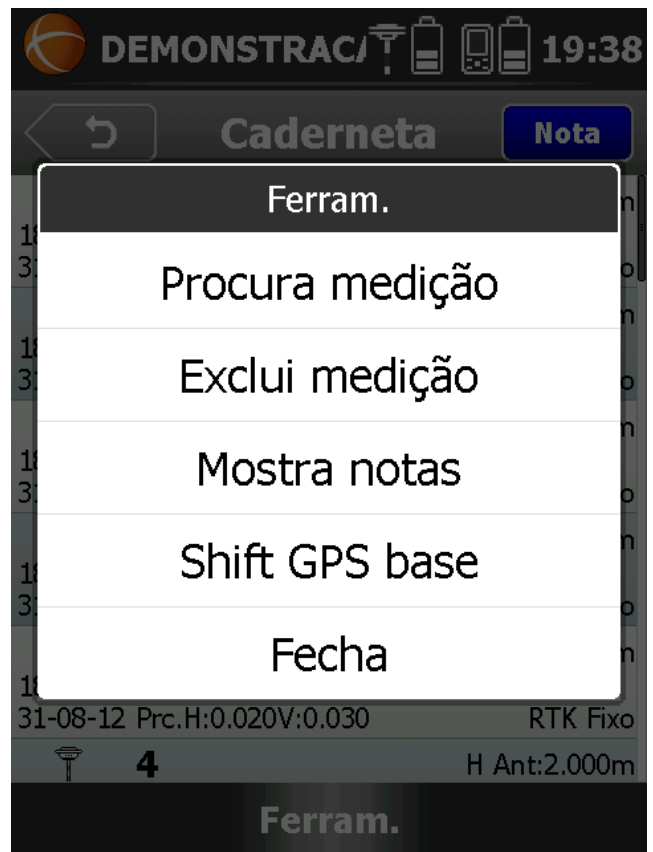 DEMONSTRAC 19:38
Caderneta Nota
Ferram.
Procura medição
Exclui medição
Mostra notas
Shift GPS base
Fecha
31-08-12 Prc.H:0.020V:0.030 RTK Fixo
4 H Ant:2.000m
Ferram.